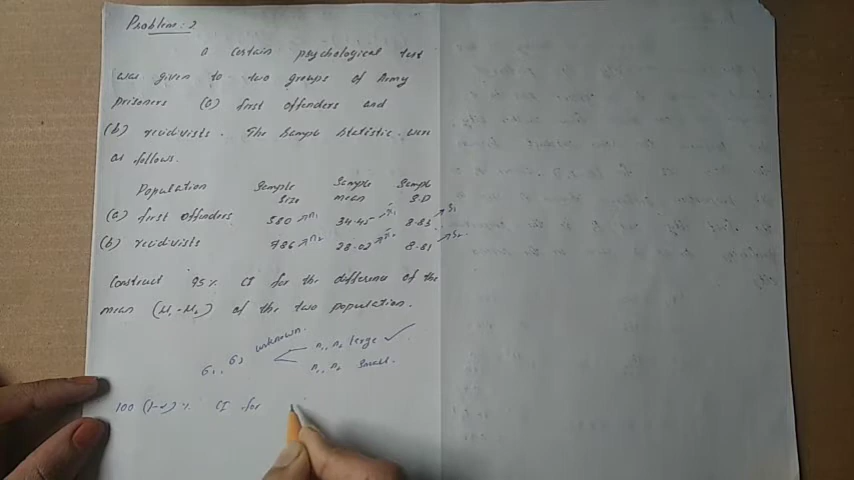 Problem : 2
A certain psychological test
was given to two groups of Army
prisoners (a) first offenders and
(b) recidivists. The Sample Statistic were
as follows.
Population Sample Size Sample mean Sample S.D
(a) first offenders 580 → n₁ 34.45 → x̄₁ 8.83 → S₁
(b) recidivists 786 → n₂ 28.02 → x̄₂ 8.81 → S₂
Construct 95 % CI for the difference of the
mean (μ₁-μ₂) of the two population.
σ₁, σ₂ unknown. n₁, n₂ large ✓
n₁, n₂ small.
100 (1-α) % CI for